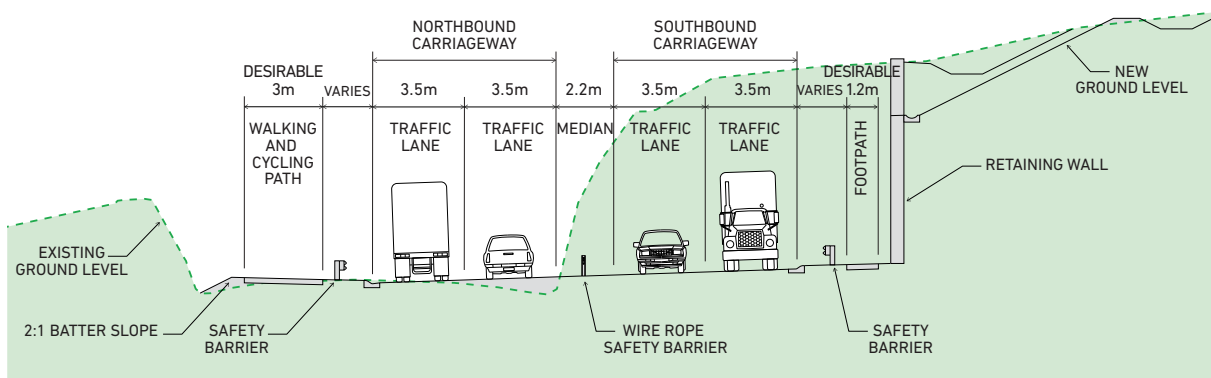 NORTHBOUND
CARRIAGEWAY
SOUTHBOUND
CARRIAGEWAY
DESIRABLE
3m
VARIES
3.5m
3.5m
2.2m
3.5m
3.5m
VARIES
DESIRABLE
1.2m
WALKING
AND
CYCLING
PATH
TRAFFIC
LANE
TRAFFIC
LANE
MEDIAN
TRAFFIC
LANE
TRAFFIC
LANE
FOOTPATH
NEW
GROUND LEVEL
RETAINING WALL
EXISTING
GROUND LEVEL
2:1 BATTER SLOPE
SAFETY
BARRIER
WIRE ROPE
SAFETY BARRIER
SAFETY
BARRIER